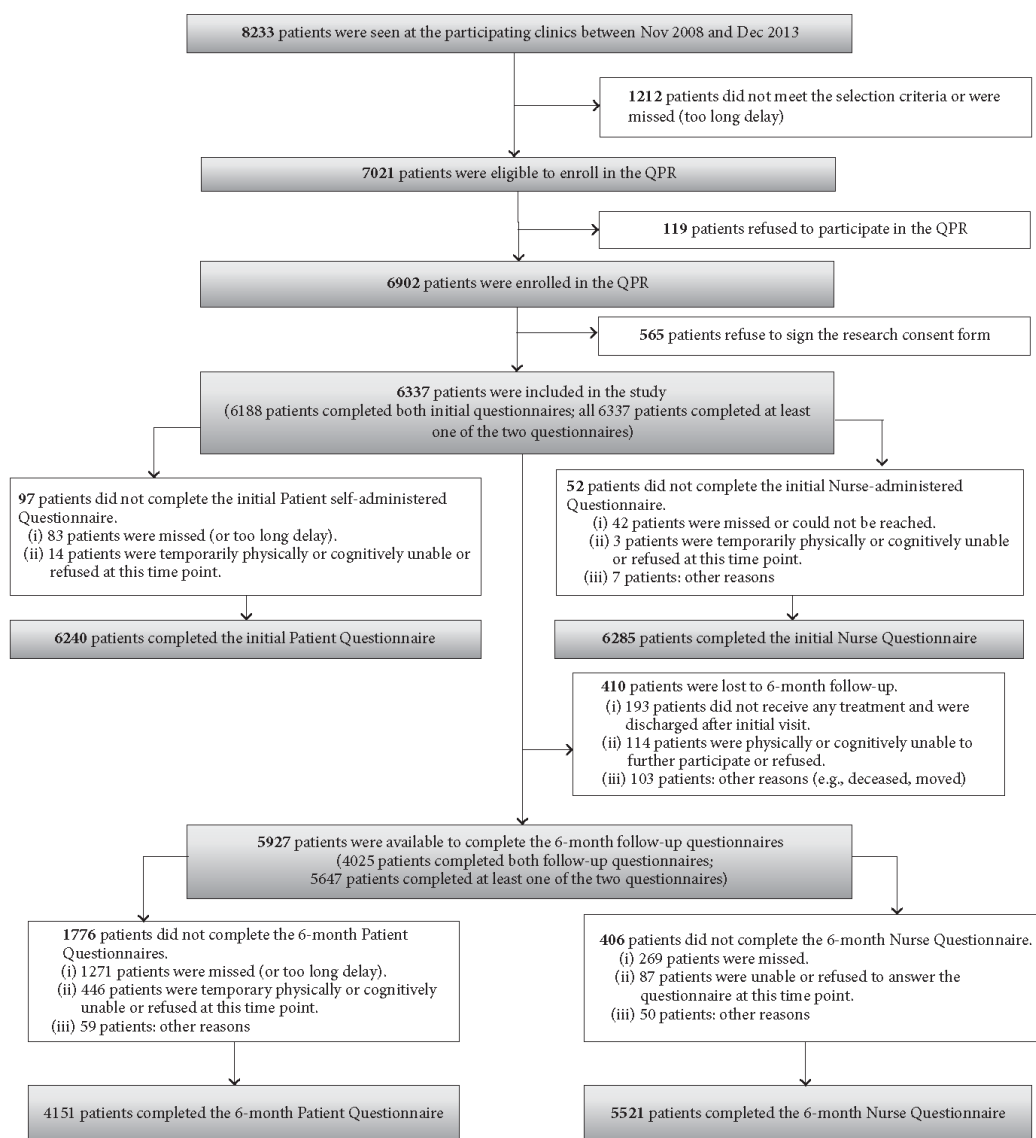 8233 patients were seen at the participating clinics between Nov 2008 and Dec 2013
1212 patients did not meet the selection criteria or were
missed (too long delay)
7021 patients were eligible to enroll in the QPR
119 patients refused to participate in the QPR
6902 patients were enrolled in the QPR
565 patients refuse to sign the research consent form
6337 patients were included in the study
(6188 patients completed both initial questionnaires; all 6337 patients completed at least
one of the two questionnaires)
97 patients did not complete the initial Patient self-administered
Questionnaire.
(i) 83 patients were missed (or too long delay).
(ii) 14 patients were temporarily physically or cognitively unable or
refused at this time point.
52 patients did not complete the initial Nurse-administered
Questionnaire.
(i) 42 patients were missed or could not be reached.
(ii) 3 patients were temporarily physically or cognitively unable
or refused at this time point.
(iii) 7 patients: other reasons
6240 patients completed the initial Patient Questionnaire
6285 patients completed the initial Nurse Questionnaire
410 patients were lost to 6-month follow-up.
(i) 193 patients did not receive any treatment and were
discharged after initial visit.
(ii) 114 patients were physically or cognitively unable to
further participate or refused.
(iii) 103 patients: other reasons (e.g., deceased, moved)
5927 patients were available to complete the 6-month follow-up questionnaires
(4025 patients completed both follow-up questionnaires;
5647 patients completed at least one of the two questionnaires)
1776 patients did not complete the 6-month Patient
Questionnaires.
(i) 1271 patients were missed (or too long delay).
(ii) 446 patients were temporary physically or cognitively
unable or refused at this time point.
(iii) 59 patients: other reasons
406 patients did not complete the 6-month Nurse Questionnaire.
(i) 269 patients were missed.
(ii) 87 patients were unable or refused to answer the
questionnaire at this time point.
(iii) 50 patients: other reasons
4151 patients completed the 6-month Patient Questionnaire
5521 patients completed the 6-month Nurse Questionnaire